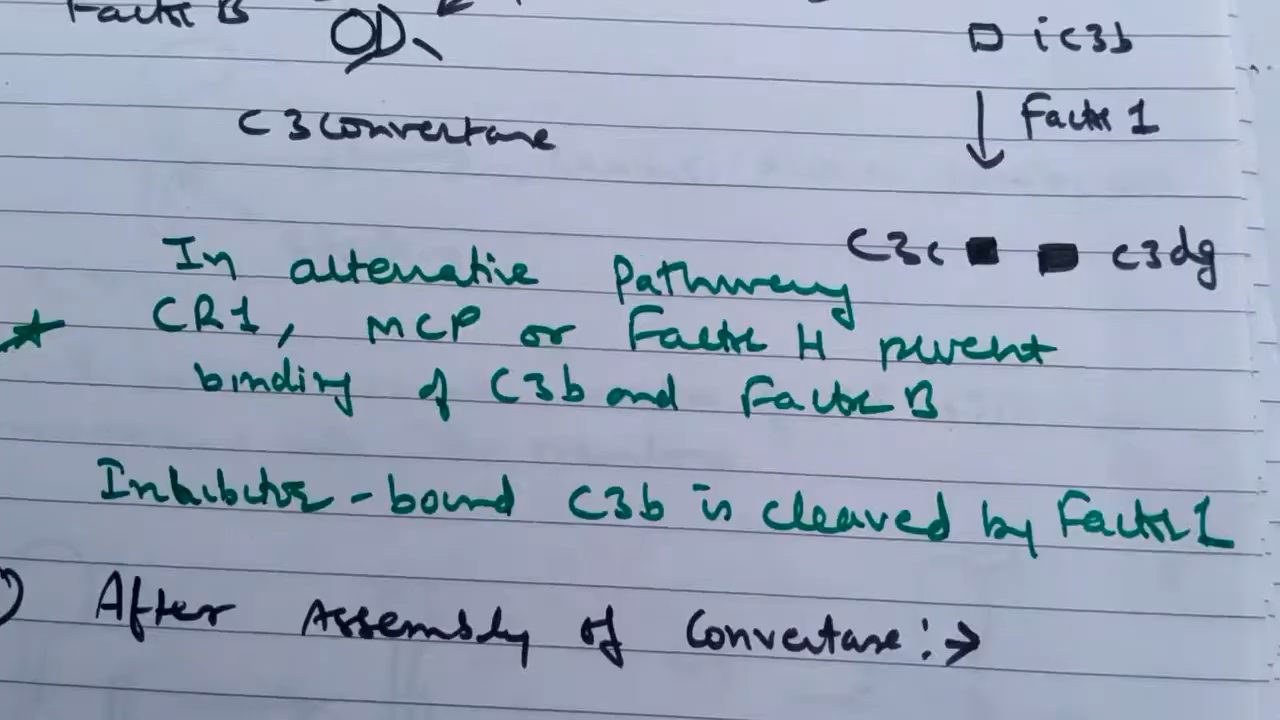 Factor B
iC3b
Factor 1
C3 Convertase
C3c
C3dg
In alternative Pathway
CR1, MCP or Factor H prevent
binding of C3b and Factor B
Inhibitor-bound C3b is cleaved by Factor 1
After Assembly of Convertase:→